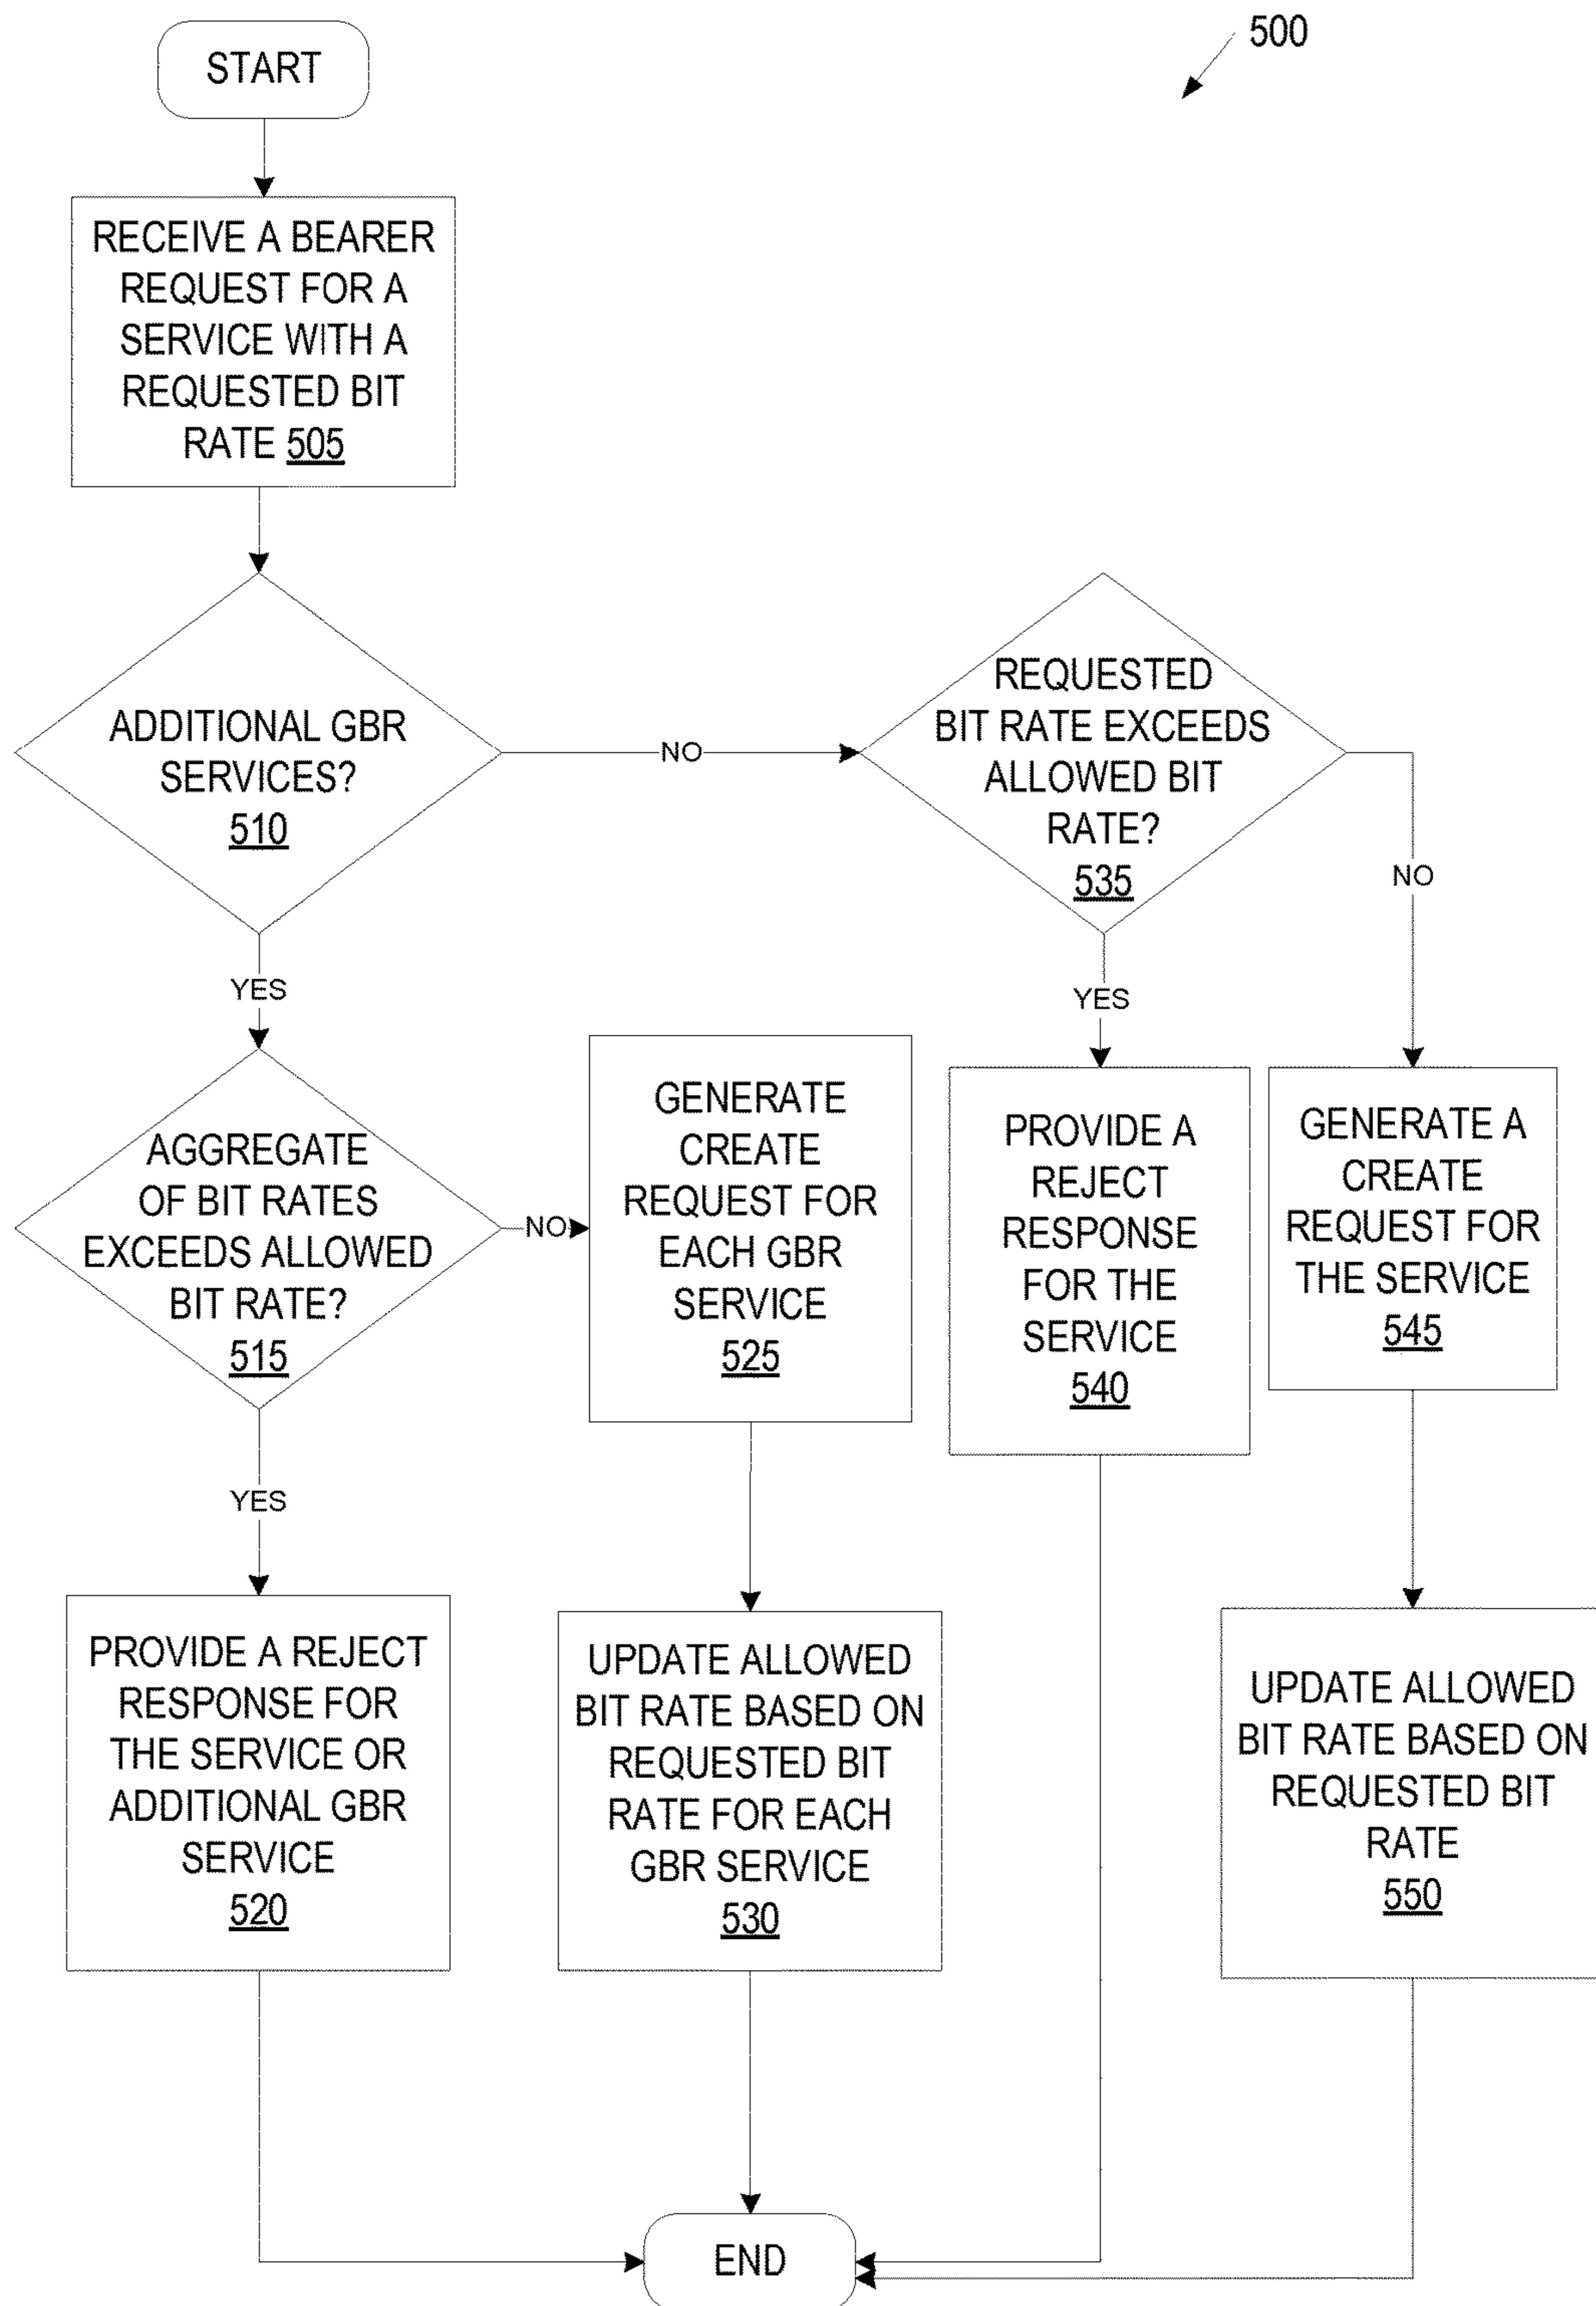 500
START
RECEIVE A BEARER
REQUEST FOR A
SERVICE WITH A
REQUESTED BIT
RATE 505
ADDITIONAL GBR
SERVICES?
510
NO
REQUESTED
BIT RATE EXCEEDS
ALLOWED BIT
RATE?
535
NO
YES
YES
AGGREGATE
OF BIT RATES
EXCEEDS ALLOWED
BIT RATE?
515
NO
GENERATE
CREATE
REQUEST FOR
EACH GBR
SERVICE
525
PROVIDE A
REJECT
RESPONSE
FOR THE
SERVICE
540
GENERATE A
CREATE
REQUEST FOR
THE SERVICE
545
YES
PROVIDE A REJECT
RESPONSE FOR
THE SERVICE OR
ADDITIONAL GBR
SERVICE
520
UPDATE ALLOWED
BIT RATE BASED ON
REQUESTED BIT
RATE FOR EACH
GBR SERVICE
530
UPDATE ALLOWED
BIT RATE BASED ON
REQUESTED BIT
RATE
550
END